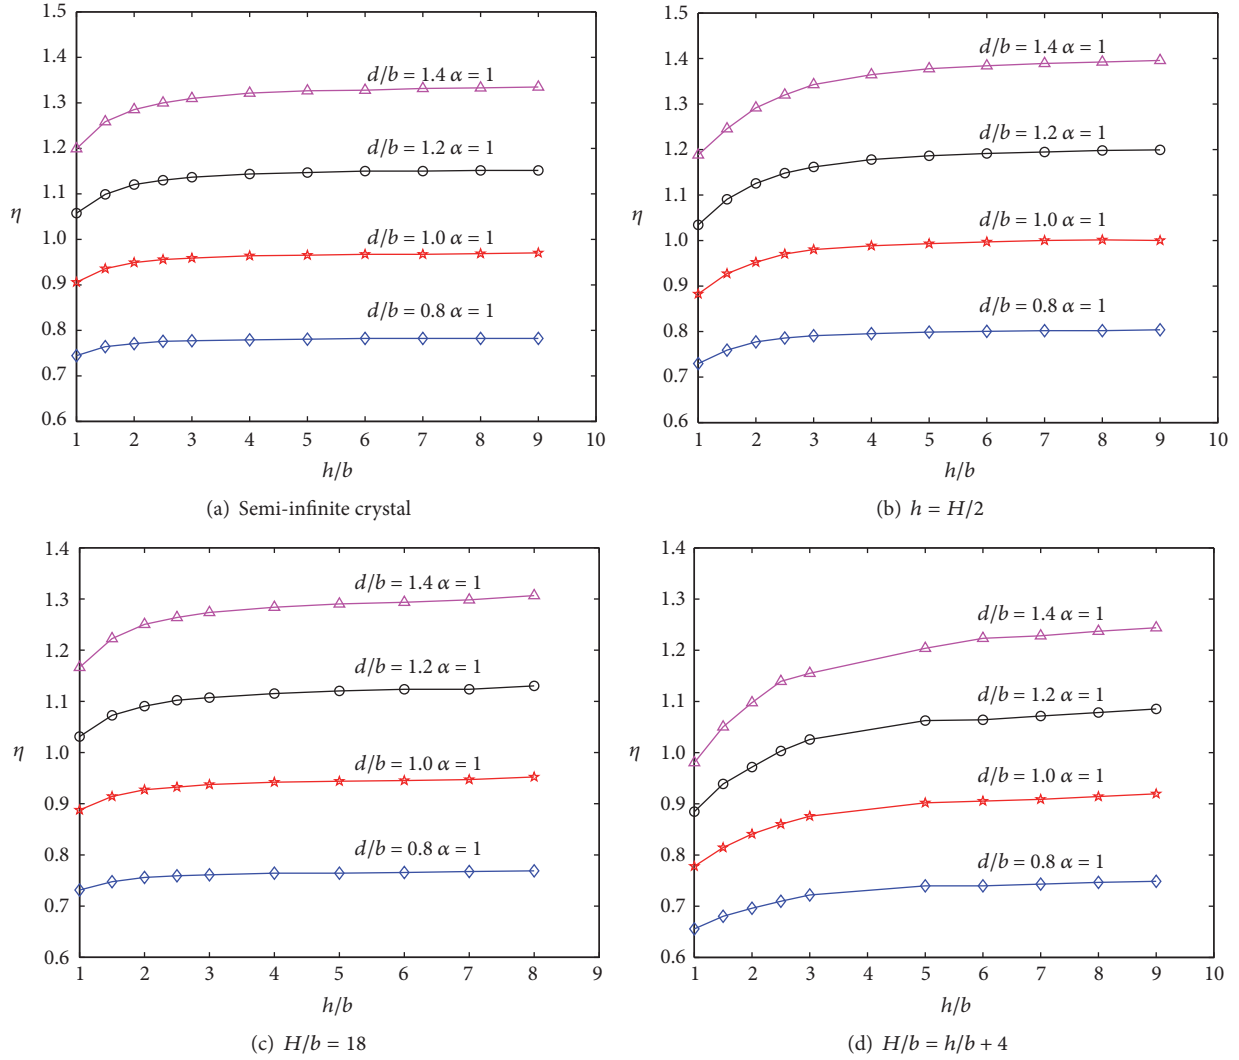 1.5
1.4
1.3
1.2
1.1
1.0
0.9
0.8
0.7
0.6
η
d/b = 1.4 α = 1
d/b = 1.2 α = 1
d/b = 1.0 α = 1
d/b = 0.8 α = 1
1 2 3 4 5 6 7 8 9 10
h/b
(a) Semi-infinite crystal
1.5
1.4
1.3
1.2
1.1
1.0
0.9
0.8
0.7
0.6
η
d/b = 1.4 α = 1
d/b = 1.2 α = 1
d/b = 1.0 α = 1
d/b = 0.8 α = 1
1 2 3 4 5 6 7 8 9 10
h/b
(b) h = H/2
1.4
1.3
1.2
1.1
1.0
0.9
0.8
0.7
0.6
η
d/b = 1.4 α = 1
d/b = 1.2 α = 1
d/b = 1.0 α = 1
d/b = 0.8 α = 1
1 2 3 4 5 6 7 8 9
h/b
(c) H/b = 18
1.4
1.3
1.2
1.1
1.0
0.9
0.8
0.7
0.6
η
d/b = 1.4 α = 1
d/b = 1.2 α = 1
d/b = 1.0 α = 1
d/b = 0.8 α = 1
1 2 3 4 5 6 7 8 9 10
h/b
(d) H/b = h/b + 4